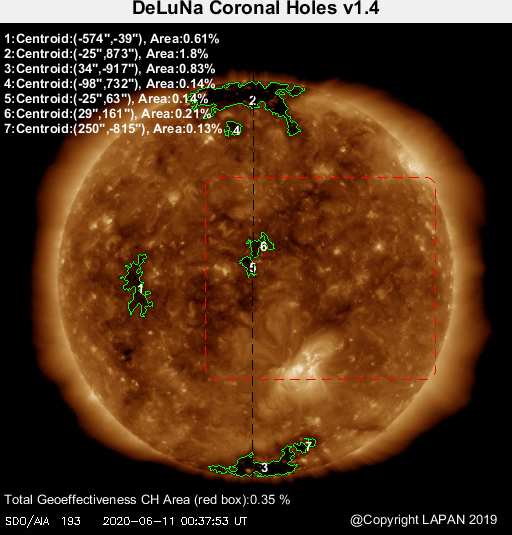 DeLuNa Coronal Holes v1.4
1:Centroid:(-574",-39"), Area:0.61%
2:Centroid:(-25",873"), Area:1.8%
3:Centroid:(34",-917"), Area:0.83%
4:Centroid:(-98",732"), Area:0.14%
5:Centroid:(-25",63"), Area:0.14%
6:Centroid:(29",161"), Area:0.21%
7:Centroid:(250",-815"), Area:0.13%
2
4
6
5
1
7
3
Total Geoeffectiveness CH Area (red box):0.35 %
SDO/AIA 193 2020-06-11 00:37:53 UT
@Copyright LAPAN 2019